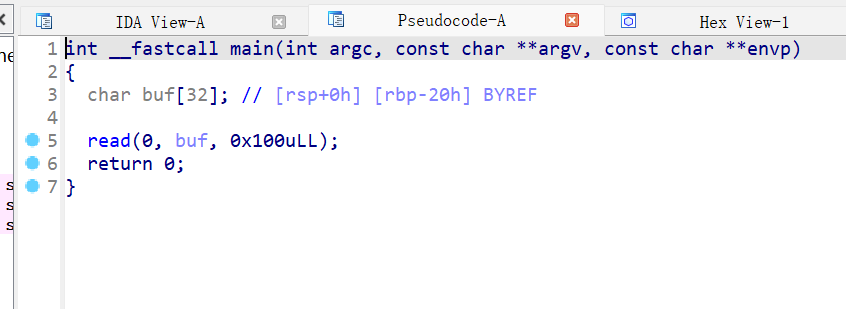 IDA View-A Pseudocode-A Hex View-1
1 int __fastcall main(int argc, const char **argv, const char **envp)
2 {
3 char buf[32]; // [rsp+0h] [rbp-20h] BYREF
4
5 read(0, buf, 0x100uLL);
6 return 0;
7 }